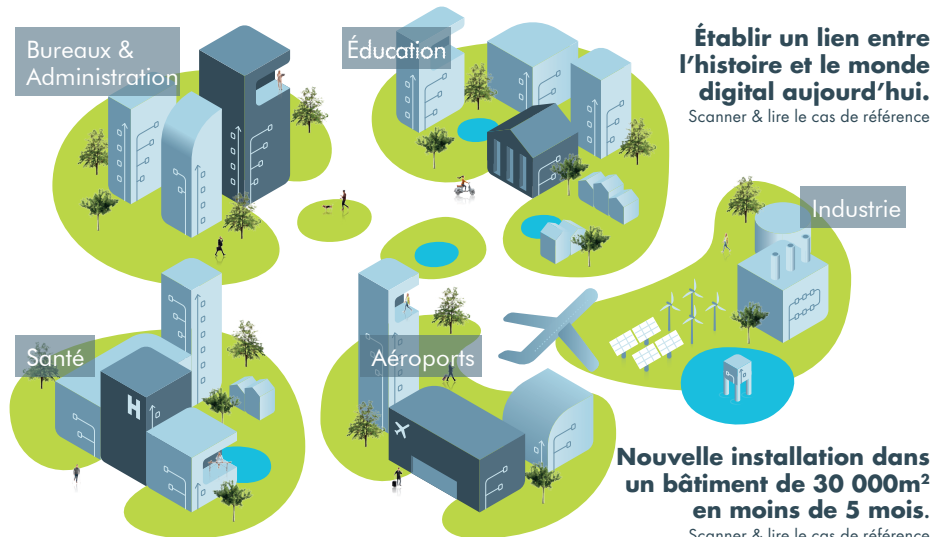 Bureaux &
Administration
Éducation
Établir un lien entre
l’histoire et le monde
digital aujourd’hui.
Scanner & lire le cas de référence
Industrie
Santé
H
Aéroports
Nouvelle installation dans
un bâtiment de 30 000m²
en moins de 5 mois.
Scanner & lire le cas de référence